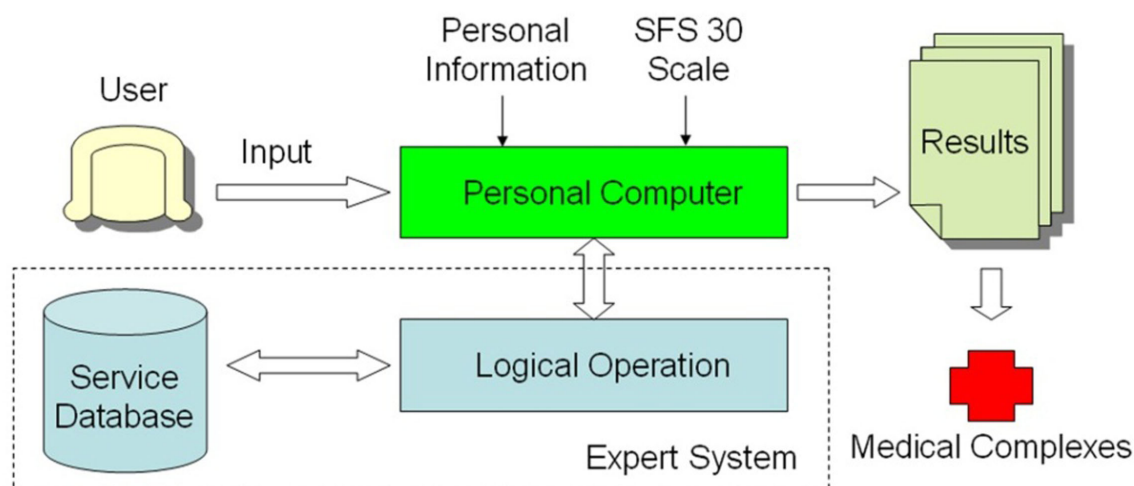 User
Input
Personal
Information
SFS 30
Scale
Personal Computer
Results
Service
Database
Logical Operation
Expert System
Medical Complexes